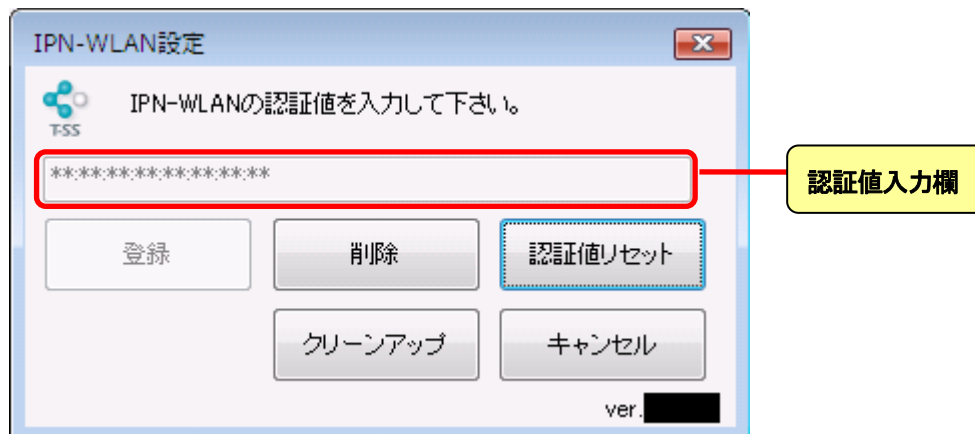 IPN-WLAN設定
IPN-WLANの認証値を入力して下さい。
T-SS
**:**:**:**:**:**:**:**
認証値入力欄
登録 削除 認証値リセット
クリーンアップ キャンセル
ver.